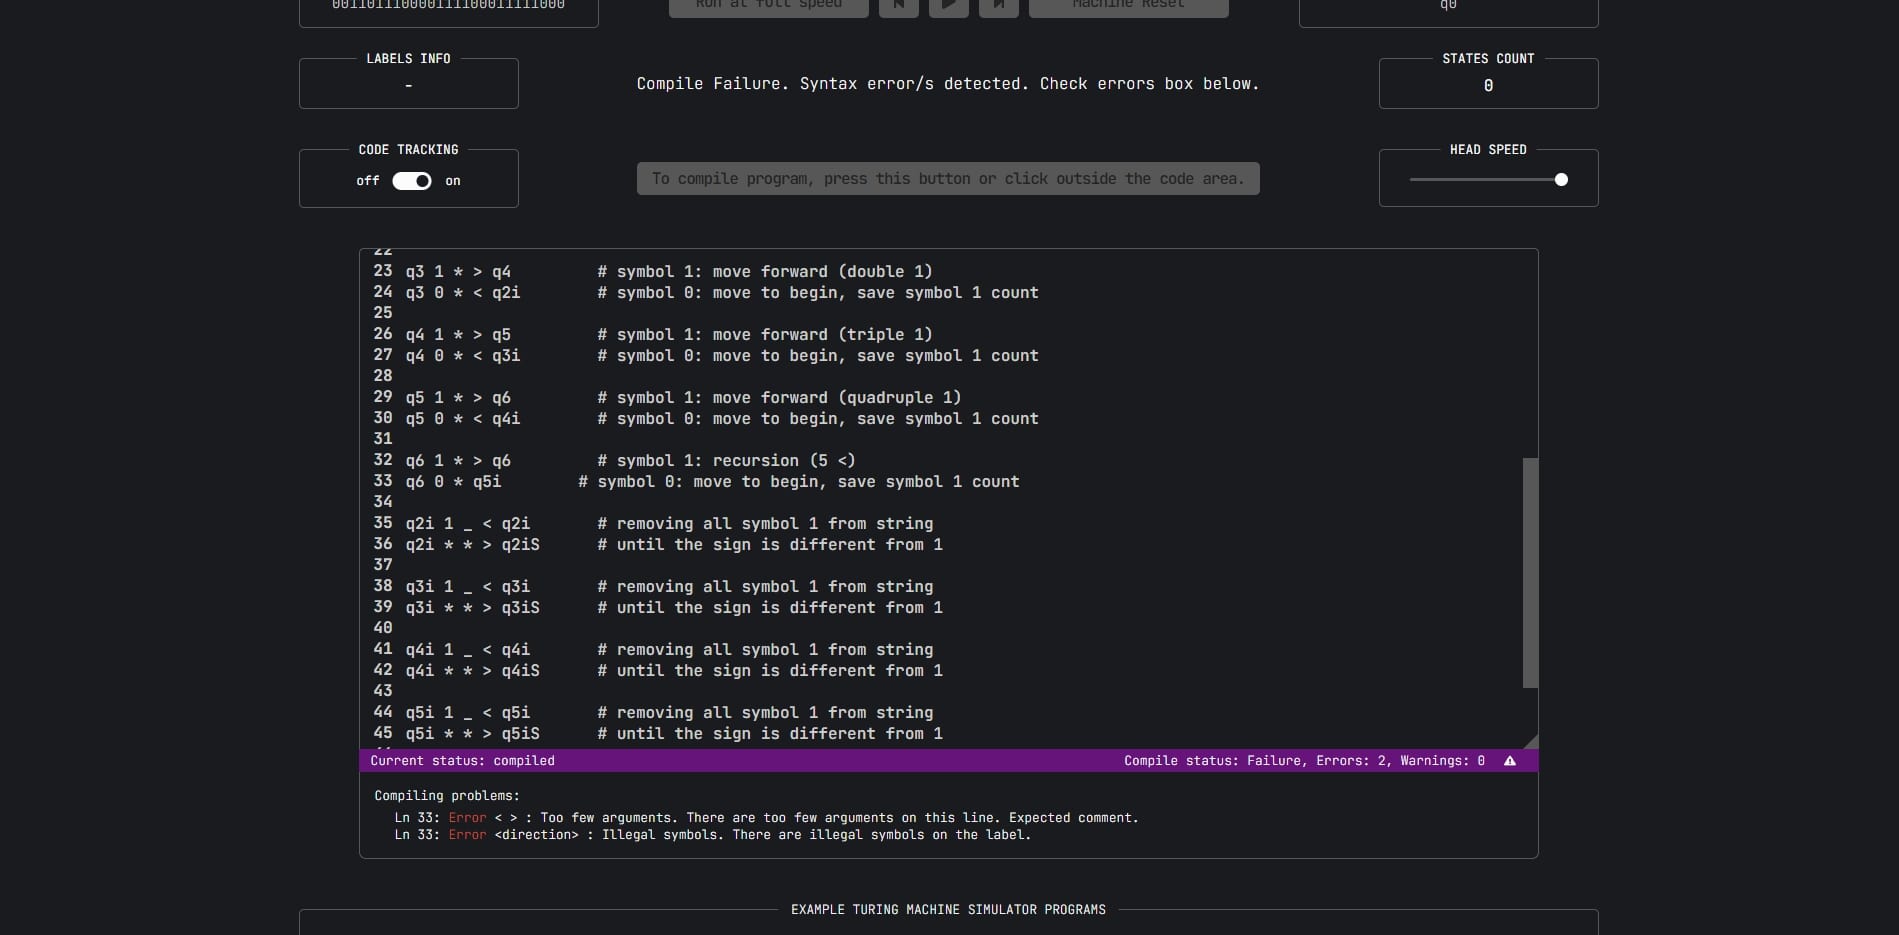 00110111000011110001111000
Run at full speed
Machine Reset
q0
LABELS INFO
-
Compile Failure. Syntax error/s detected. Check errors box below.
STATES COUNT
0
CODE TRACKING
off on
To compile program, press this button or click outside the code area.
HEAD SPEED
22
23 q3 1 * > q4 # symbol 1: move forward (double 1)
24 q3 0 * < q2i # symbol 0: move to begin, save symbol 1 count
25
26 q4 1 * > q5 # symbol 1: move forward (triple 1)
27 q4 0 * < q3i # symbol 0: move to begin, save symbol 1 count
28
29 q5 1 * > q6 # symbol 1: move forward (quadruple 1)
30 q5 0 * < q4i # symbol 0: move to begin, save symbol 1 count
31
32 q6 1 * > q6 # symbol 1: recursion (5 <)
33 q6 0 * q5i # symbol 0: move to begin, save symbol 1 count
34
35 q2i 1 _ < q2i # removing all symbol 1 from string
36 q2i * * > q2iS # until the sign is different from 1
37
38 q3i 1 _ < q3i # removing all symbol 1 from string
39 q3i * * > q3iS # until the sign is different from 1
40
41 q4i 1 _ < q4i # removing all symbol 1 from string
42 q4i * * > q4iS # until the sign is different from 1
43
44 q5i 1 _ < q5i # removing all symbol 1 from string
45 q5i * * > q5iS # until the sign is different from 1
Current status: compiled
Compile status: Failure, Errors: 2, Warnings: 0
Compiling problems:
Ln 33: Error < > : Too few arguments. There are too few arguments on this line. Expected comment.
Ln 33: Error <direction> : Illegal symbols. There are illegal symbols on the label.
EXAMPLE TURING MACHINE SIMULATOR PROGRAMS